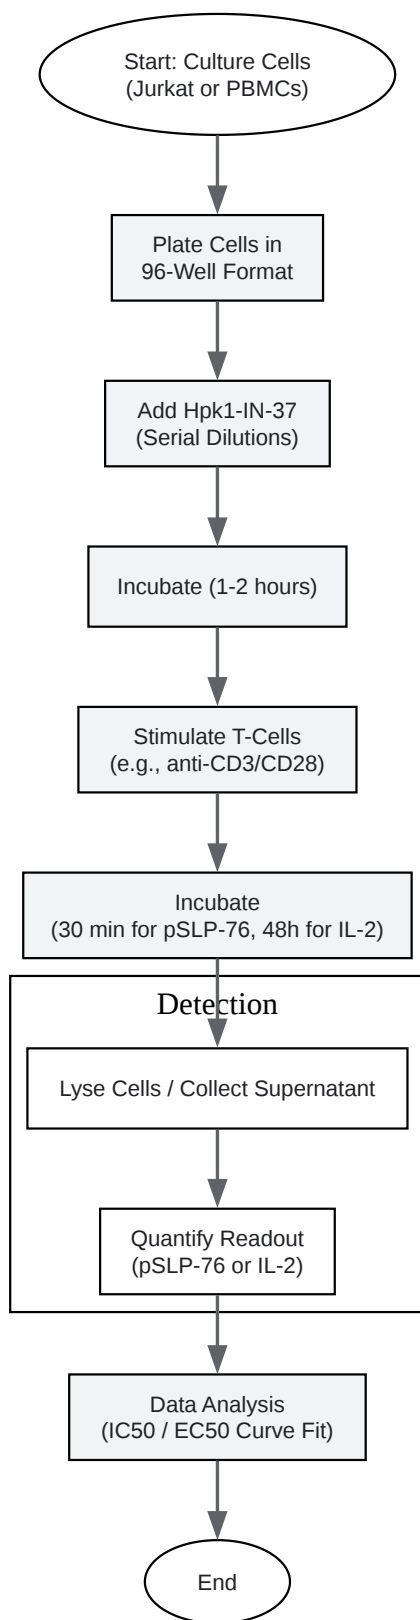 Start: Culture Cells
(Jurkat or PBMCs)
Plate Cells in
96-Well Format
Add Hpk1-IN-37
(Serial Dilutions)
Incubate (1-2 hours)
Stimulate T-Cells
(e.g., anti-CD3/CD28)
Incubate
(30 min for pSLP-76, 48h for IL-2)
Detection
Lyse Cells / Collect Supernatant
Quantify Readout
(pSLP-76 or IL-2)
Data Analysis
(IC50 / EC50 Curve Fit)
End